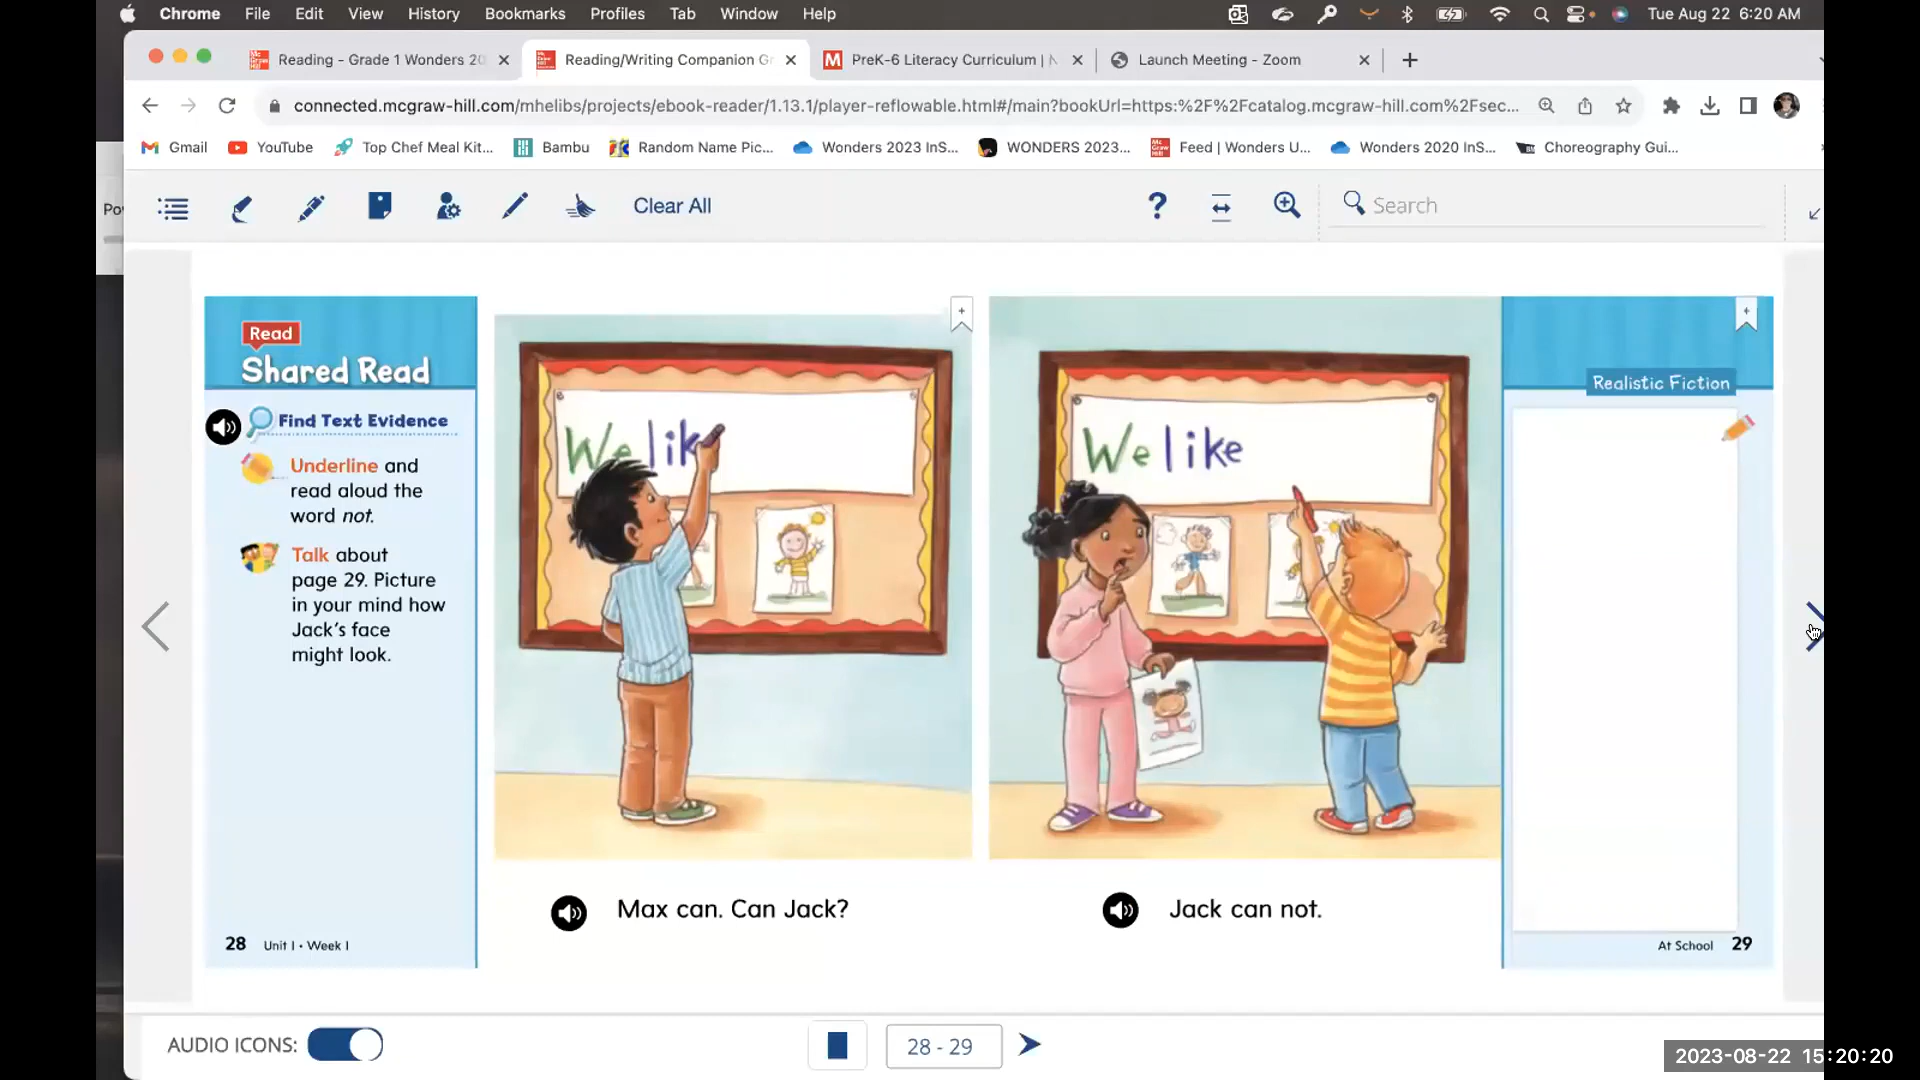 Chrome File Edit View History Bookmarks Profiles Tab Window Help Tue Aug 22 6:20 AM
Reading - Grade 1 Wonders 20 Reading/Writing Companion Gr PreK-6 Literacy Curriculum | Launch Meeting - Zoom
connected.mcgraw-hill.com/mhelibs/projects/ebook-reader/1.13.1/player-reflowable.html#/main?bookUrl=https:%2F%2Fcatalog.mcgraw-hill.com%2Fsec...
Gmail YouTube Top Chef Meal Kit... Bambu Random Name Pic... Wonders 2023 InS... WONDERS 2023... Feed | Wonders U... Wonders 2020 InS... Choreography Gui...
Clear All ? Search
Read
Shared Read
Find Text Evidence
Underline and
read aloud the
word not.
Talk about
page 29. Picture
in your mind how
Jack's face
might look.
28 Unit 1 • Week 1
We lik
Max can. Can Jack?
We like
Jack can not.
Realistic Fiction
At School 29
AUDIO ICONS: 28 - 29
2023-08-22 15:20:20